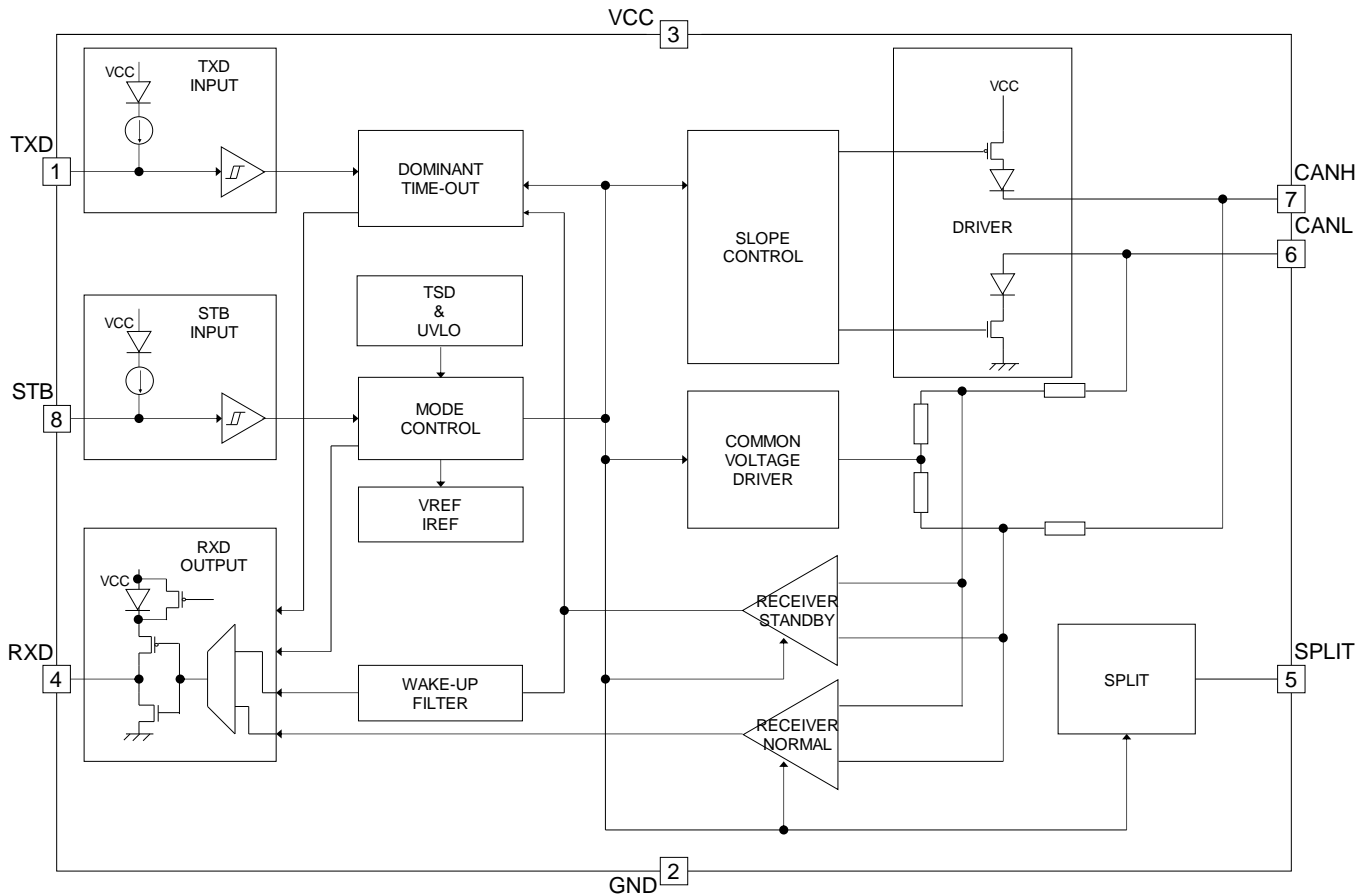 VCC
3
TXD
INPUT
VCC
TXD
1
DOMINANT
TIME-OUT
SLOPE
CONTROL
VCC
DRIVER
CANH
7
CANL
6
TSD
&
UVLO
STB
INPUT
VCC
STB
8
MODE
CONTROL
COMMON
VOLTAGE
DRIVER
VREF
IREF
RXD
OUTPUT
VCC
RXD
4
WAKE-UP
FILTER
RECEIVER
STANDBY
RECEIVER
NORMAL
SPLIT
SPLIT
5
2
GND